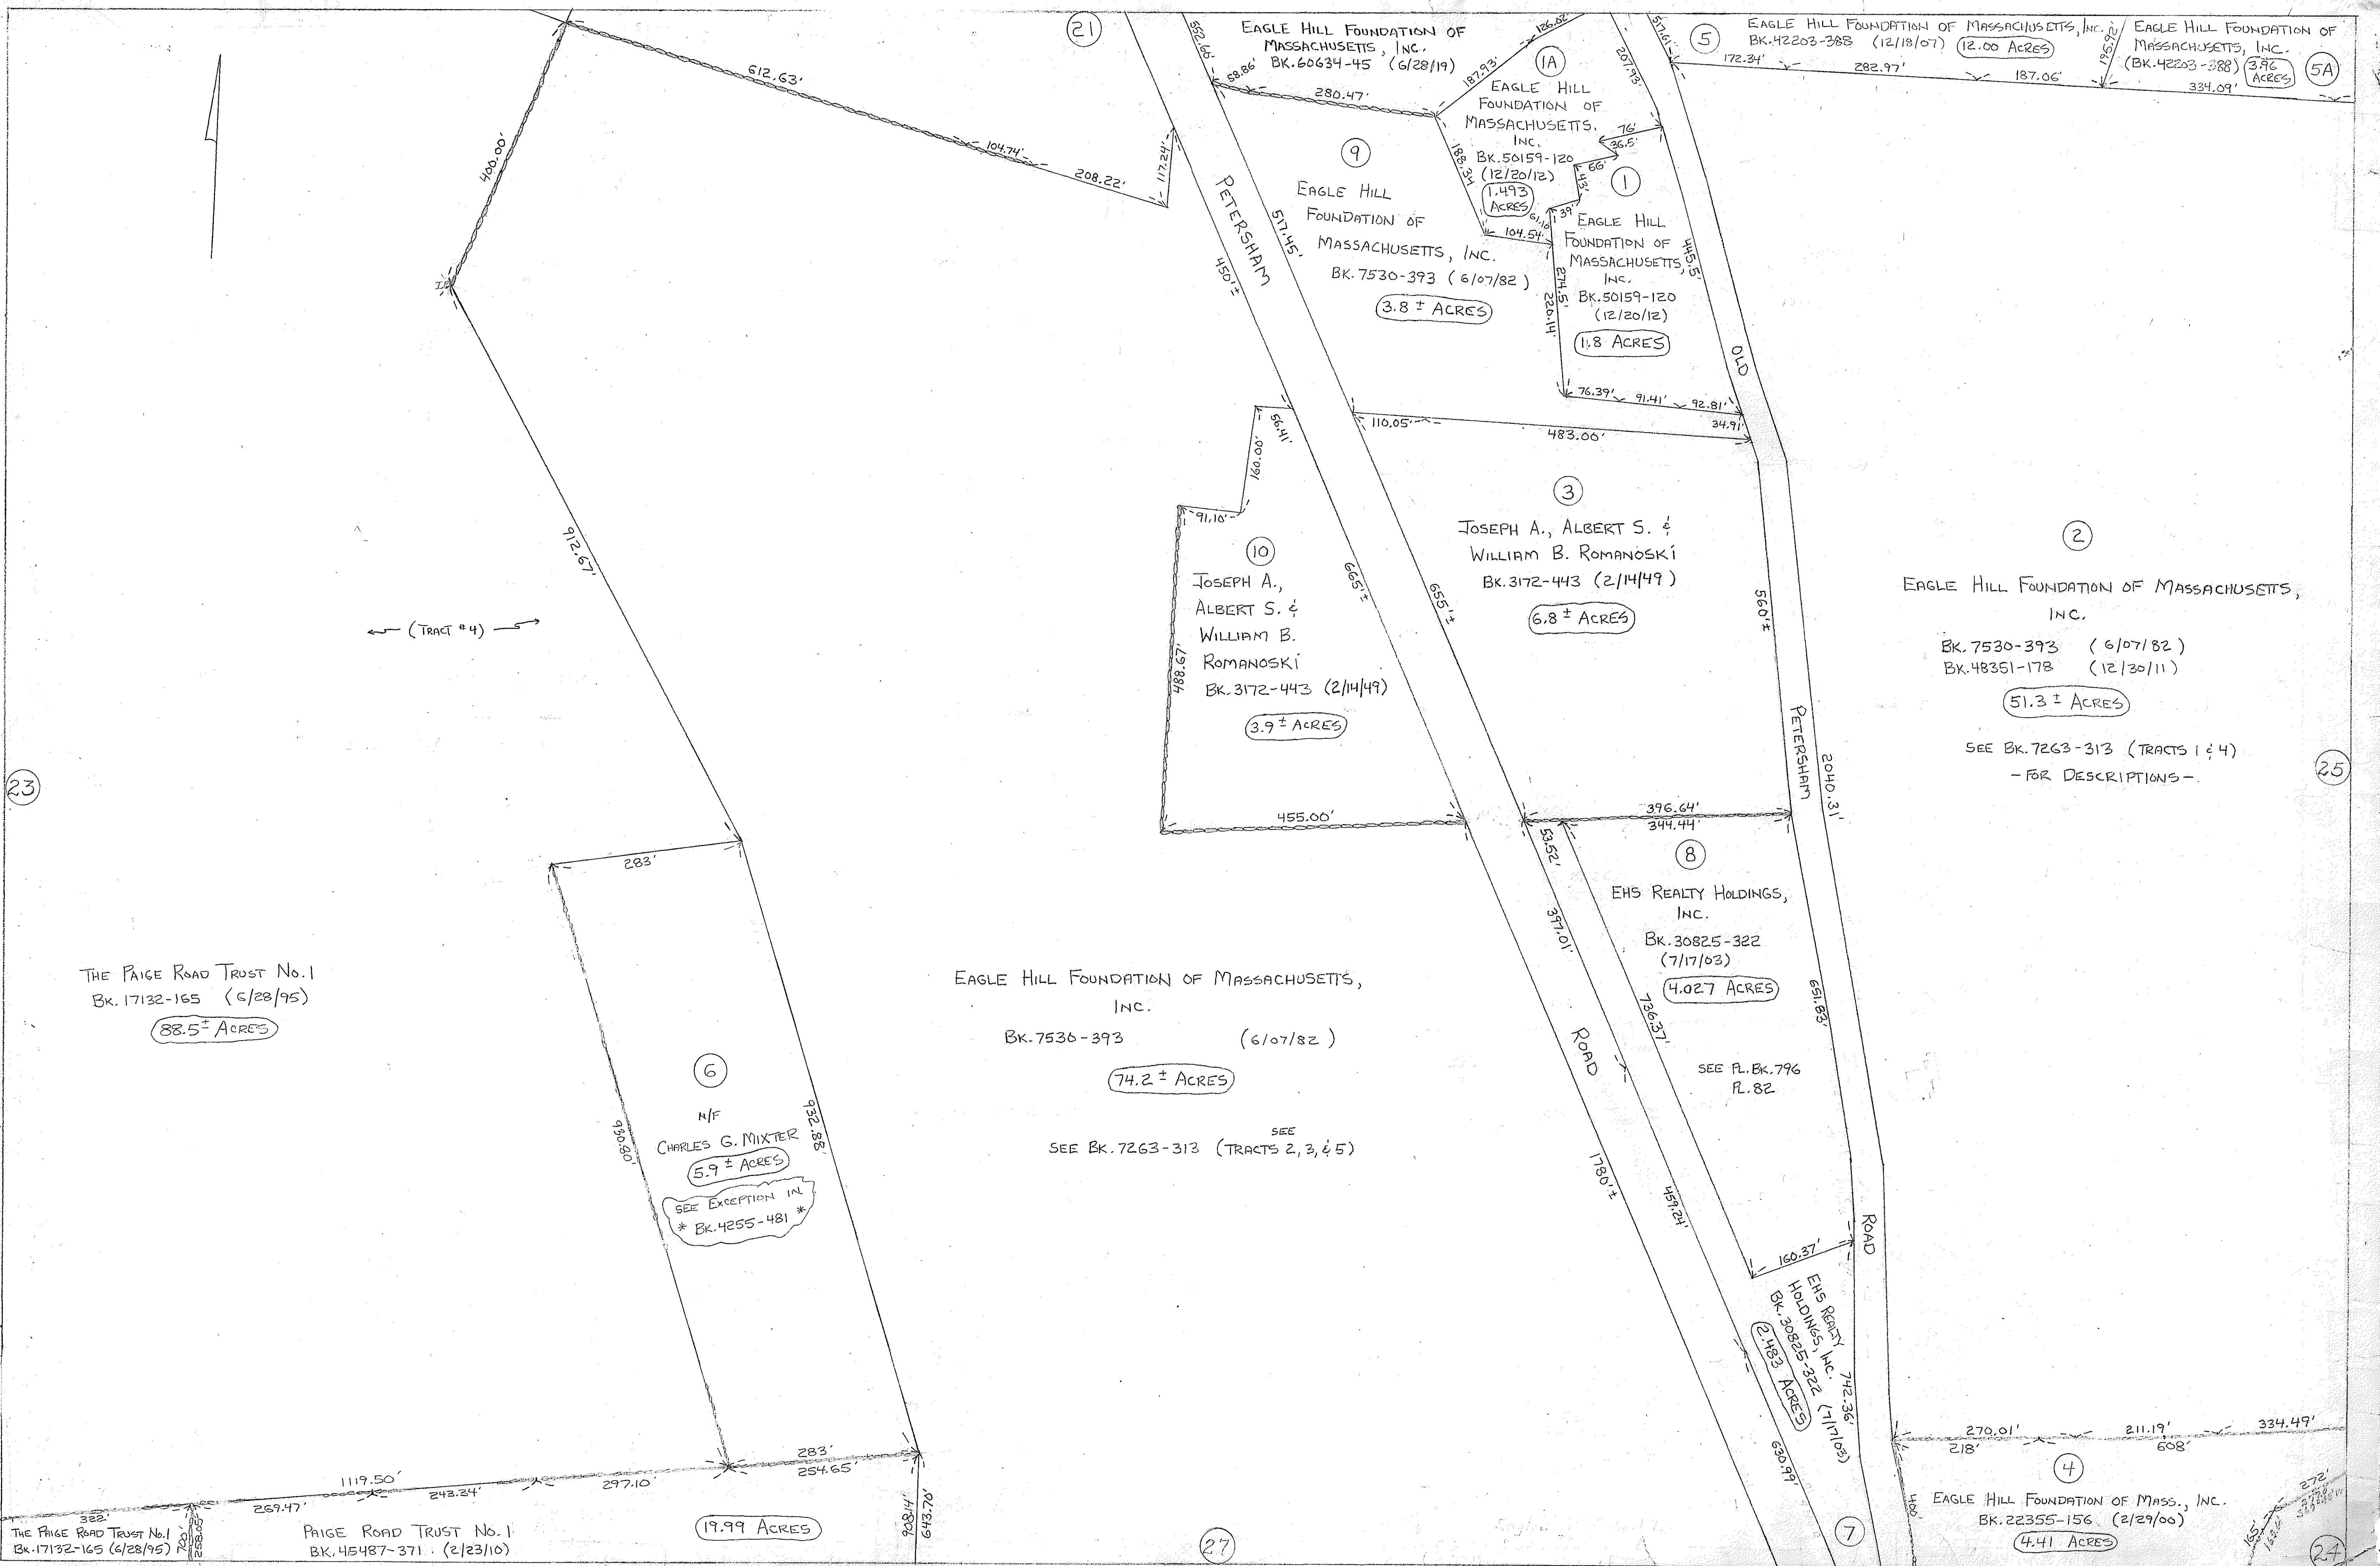 21
EAGLE HILL FOUNDATION OF
MASSACHUSETTS, INC.
BK.60634-45 (6/28/19)
552.66'
58.86'
280.47'
126.62'
187.93'
1A
EAGLE HILL
FOUNDATION OF
MASSACHUSETTS.
INC.
BK.50159-120
(12/20/12)
1.493
ACRES
188.34
104.54'
61.10'
207.93'
517.61'
5
EAGLE HILL FOUNDATION OF MASSACHUSETTS, INC.
BK.42203-388 (12/18/07) 12.00 ACRES
172.34'
282.97'
187.06'
195.92'
EAGLE HILL FOUNDATION OF
MASSACHUSETTS, INC.
(BK.42203-388) 3.96
ACRES
5A
334.09'
612.63'
104.74'
208.22'
117.24'
400.00'
9
EAGLE HILL
FOUNDATION OF
MASSACHUSETTS, INC.
BK.7530-393 (6/07/82)
3.8 ± ACRES
76'
36.5'
66'
43'
39'
1
EAGLE HILL
FOUNDATION OF
MASSACHUSETTS,
INC.
BK.50159-120
(12/20/12)
1.8 ACRES
445.5'
274.5'
220.14'
76.39'
91.41'
92.81'
34.91'
PETERSHAM
517.45'
450'±
OLD
110.05'
483.00'
56.41'
160.00'
91.10'
3
JOSEPH A., ALBERT S. &
WILLIAM B. ROMANOSKI
BK.3172-443 (2/14/49)
6.8 ± ACRES
560'±
655'±
665'±
10
JOSEPH A.,
ALBERT S. &
WILLIAM B.
ROMANOSKI
BK.3172-443 (2/14/49)
3.9 ± ACRES
488.67'
455.00'
2
EAGLE HILL FOUNDATION OF MASSACHUSETTS,
INC.
BK.7530-393 (6/07/82)
BK.48351-178 (12/30/11)
51.3 ± ACRES
SEE BK.7263-313 (TRACTS 1 & 4)
-FOR DESCRIPTIONS-
25
PETERSHAM
2040.31'
912.67'
(TRACT #4)
23
283'
396.64'
344.44'
53.52'
8
EHS REALTY HOLDINGS,
INC.
BK.30825-322
(7/17/03)
4.027 ACRES
SEE PL.BK.796
PL.82
397.01'
736.37'
651.83'
THE PAIGE ROAD TRUST NO.1
BK.17132-165 (6/28/95)
88.5 ± ACRES
EAGLE HILL FOUNDATION OF MASSACHUSETTS,
INC.
BK.7530-393 (6/07/82)
74.2 ± ACRES
SEE
SEE BK.7263-313 (TRACTS 2, 3, & 5)
ROAD
6
N/F
CHARLES G. MIXTER
5.9 ± ACRES
SEE EXCEPTION IN
* BK.4255-481 *
930.80'
932.88'
1780'±
459.24'
160.37'
ROAD
EHS REALTY
HOLDINGS, INC.
BK.30825-322 (7/17/03)
2.483 ACRES
742.36'
630.99'
7
270.01'
211.19'
334.49'
218'
608'
4
EAGLE HILL FOUNDATION OF MASS., INC.
BK.22355-156 (2/29/00)
4.41 ACRES
400'
272'
165'
24
283'
254.65'
1119.50'
269.47'
243.34'
297.10'
322'
THE PAIGE ROAD TRUST NO.1
BK.17132-165 (6/28/95)
700'
258.05'
PAIGE ROAD TRUST NO.1
BK.45487-371 (2/23/10)
19.99 ACRES
908.14'
643.70'
27